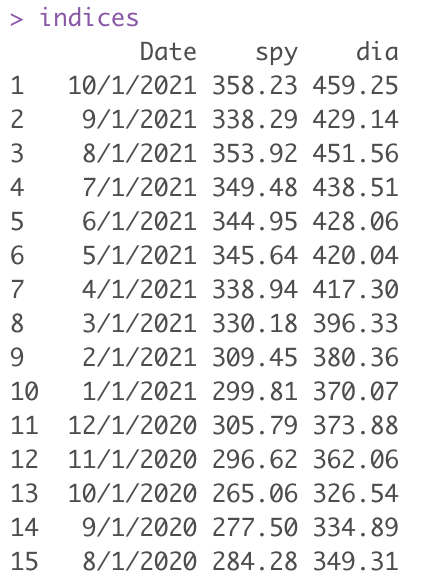 > indices
Date spy dia
1 10/1/2021 358.23 459.25
2 9/1/2021 338.29 429.14
3 8/1/2021 353.92 451.56
4 7/1/2021 349.48 438.51
5 6/1/2021 344.95 428.06
6 5/1/2021 345.64 420.04
7 4/1/2021 338.94 417.30
8 3/1/2021 330.18 396.33
9 2/1/2021 309.45 380.36
10 1/1/2021 299.81 370.07
11 12/1/2020 305.79 373.88
12 11/1/2020 296.62 362.06
13 10/1/2020 265.06 326.54
14 9/1/2020 277.50 334.89
15 8/1/2020 284.28 349.31